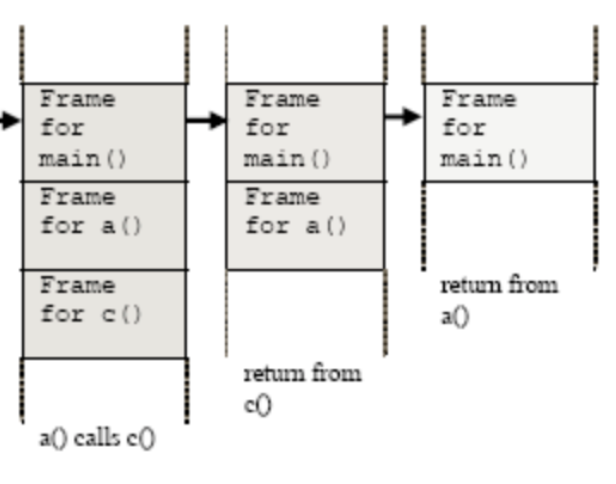 Frame
for
main()
Frame
for a()
Frame
for c()
a() calls c()
Frame
for
main()
Frame
for a()
return from
c()
Frame
for
main()
return from
a()